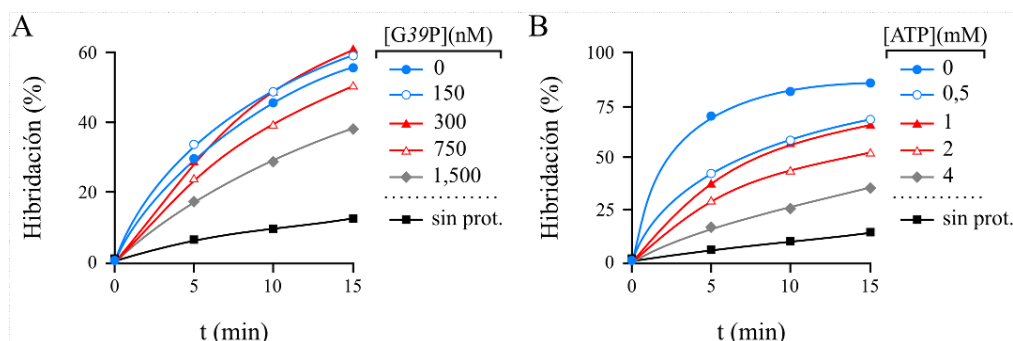 A
Hibridación (%)
60
40
20
0
0
5
10
15
t (min)
[G39P](nM)
0
150
300
750
1,500
sin prot.
B
Hibridación (%)
100
75
50
25
0
0
5
10
15
t (min)
[ATP](mM)
0
0,5
1
2
4
sin prot.